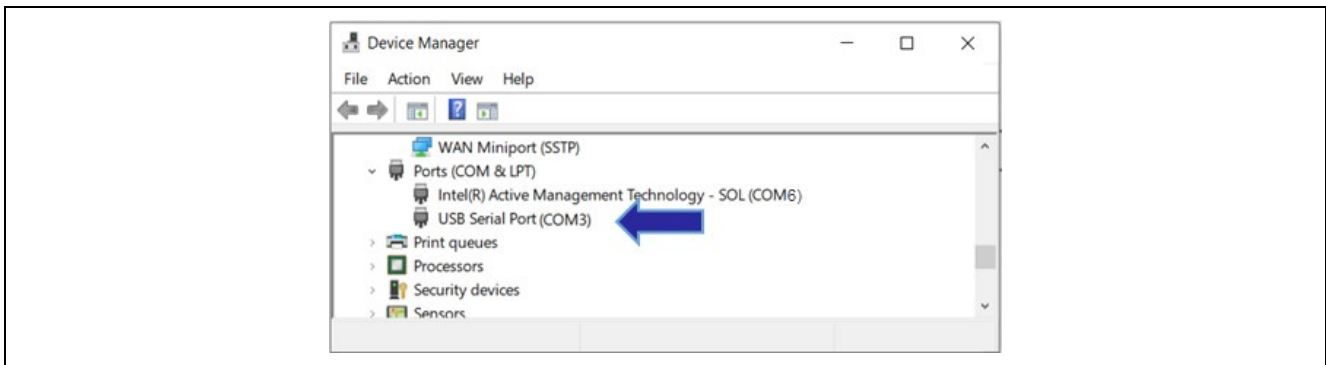 Device Manager
File Action View Help
WAN Miniport (SSTP)
Ports (COM & LPT)
Intel(R) Active Management Technology - SOL (COM6)
USB Serial Port (COM3)
Print queues
Processors
Security devices
Sensors